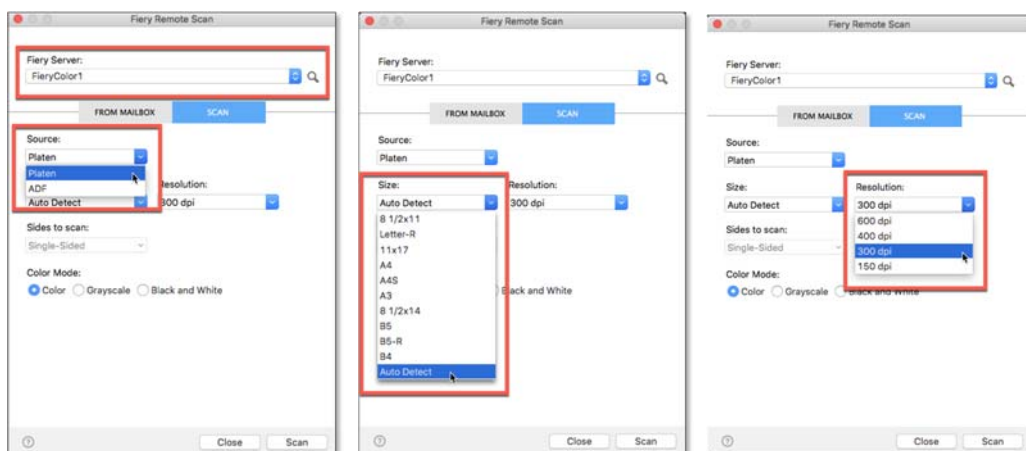 Fiery Remote Scan
Fiery Server:
FieryColor1
FROM MAILBOX SCAN
Source:
Platen
Platen
ADF
Resolution:
Auto Detect 300 dpi
Sides to scan:
Single-Sided
Color Mode:
Color Grayscale Black and White
? Close Scan
Fiery Remote Scan
Fiery Server:
FieryColor1
FROM MAILBOX SCAN
Source:
Platen
Size: Resolution:
Auto Detect 300 dpi
8 1/2x11
Letter-R
11x17
A4
A4S
A3
Black and White
8 1/2x14
B5
B5-R
B4
Auto Detect
? Close Scan
Fiery Remote Scan
Fiery Server:
FieryColor1
FROM MAILBOX SCAN
Source:
Platen
Size: Resolution:
Auto Detect 300 dpi
600 dpi
Sides to scan: 400 dpi
Single-Sided 300 dpi
150 dpi
Color Mode:
Color Grayscale Black and White
? Close Scan